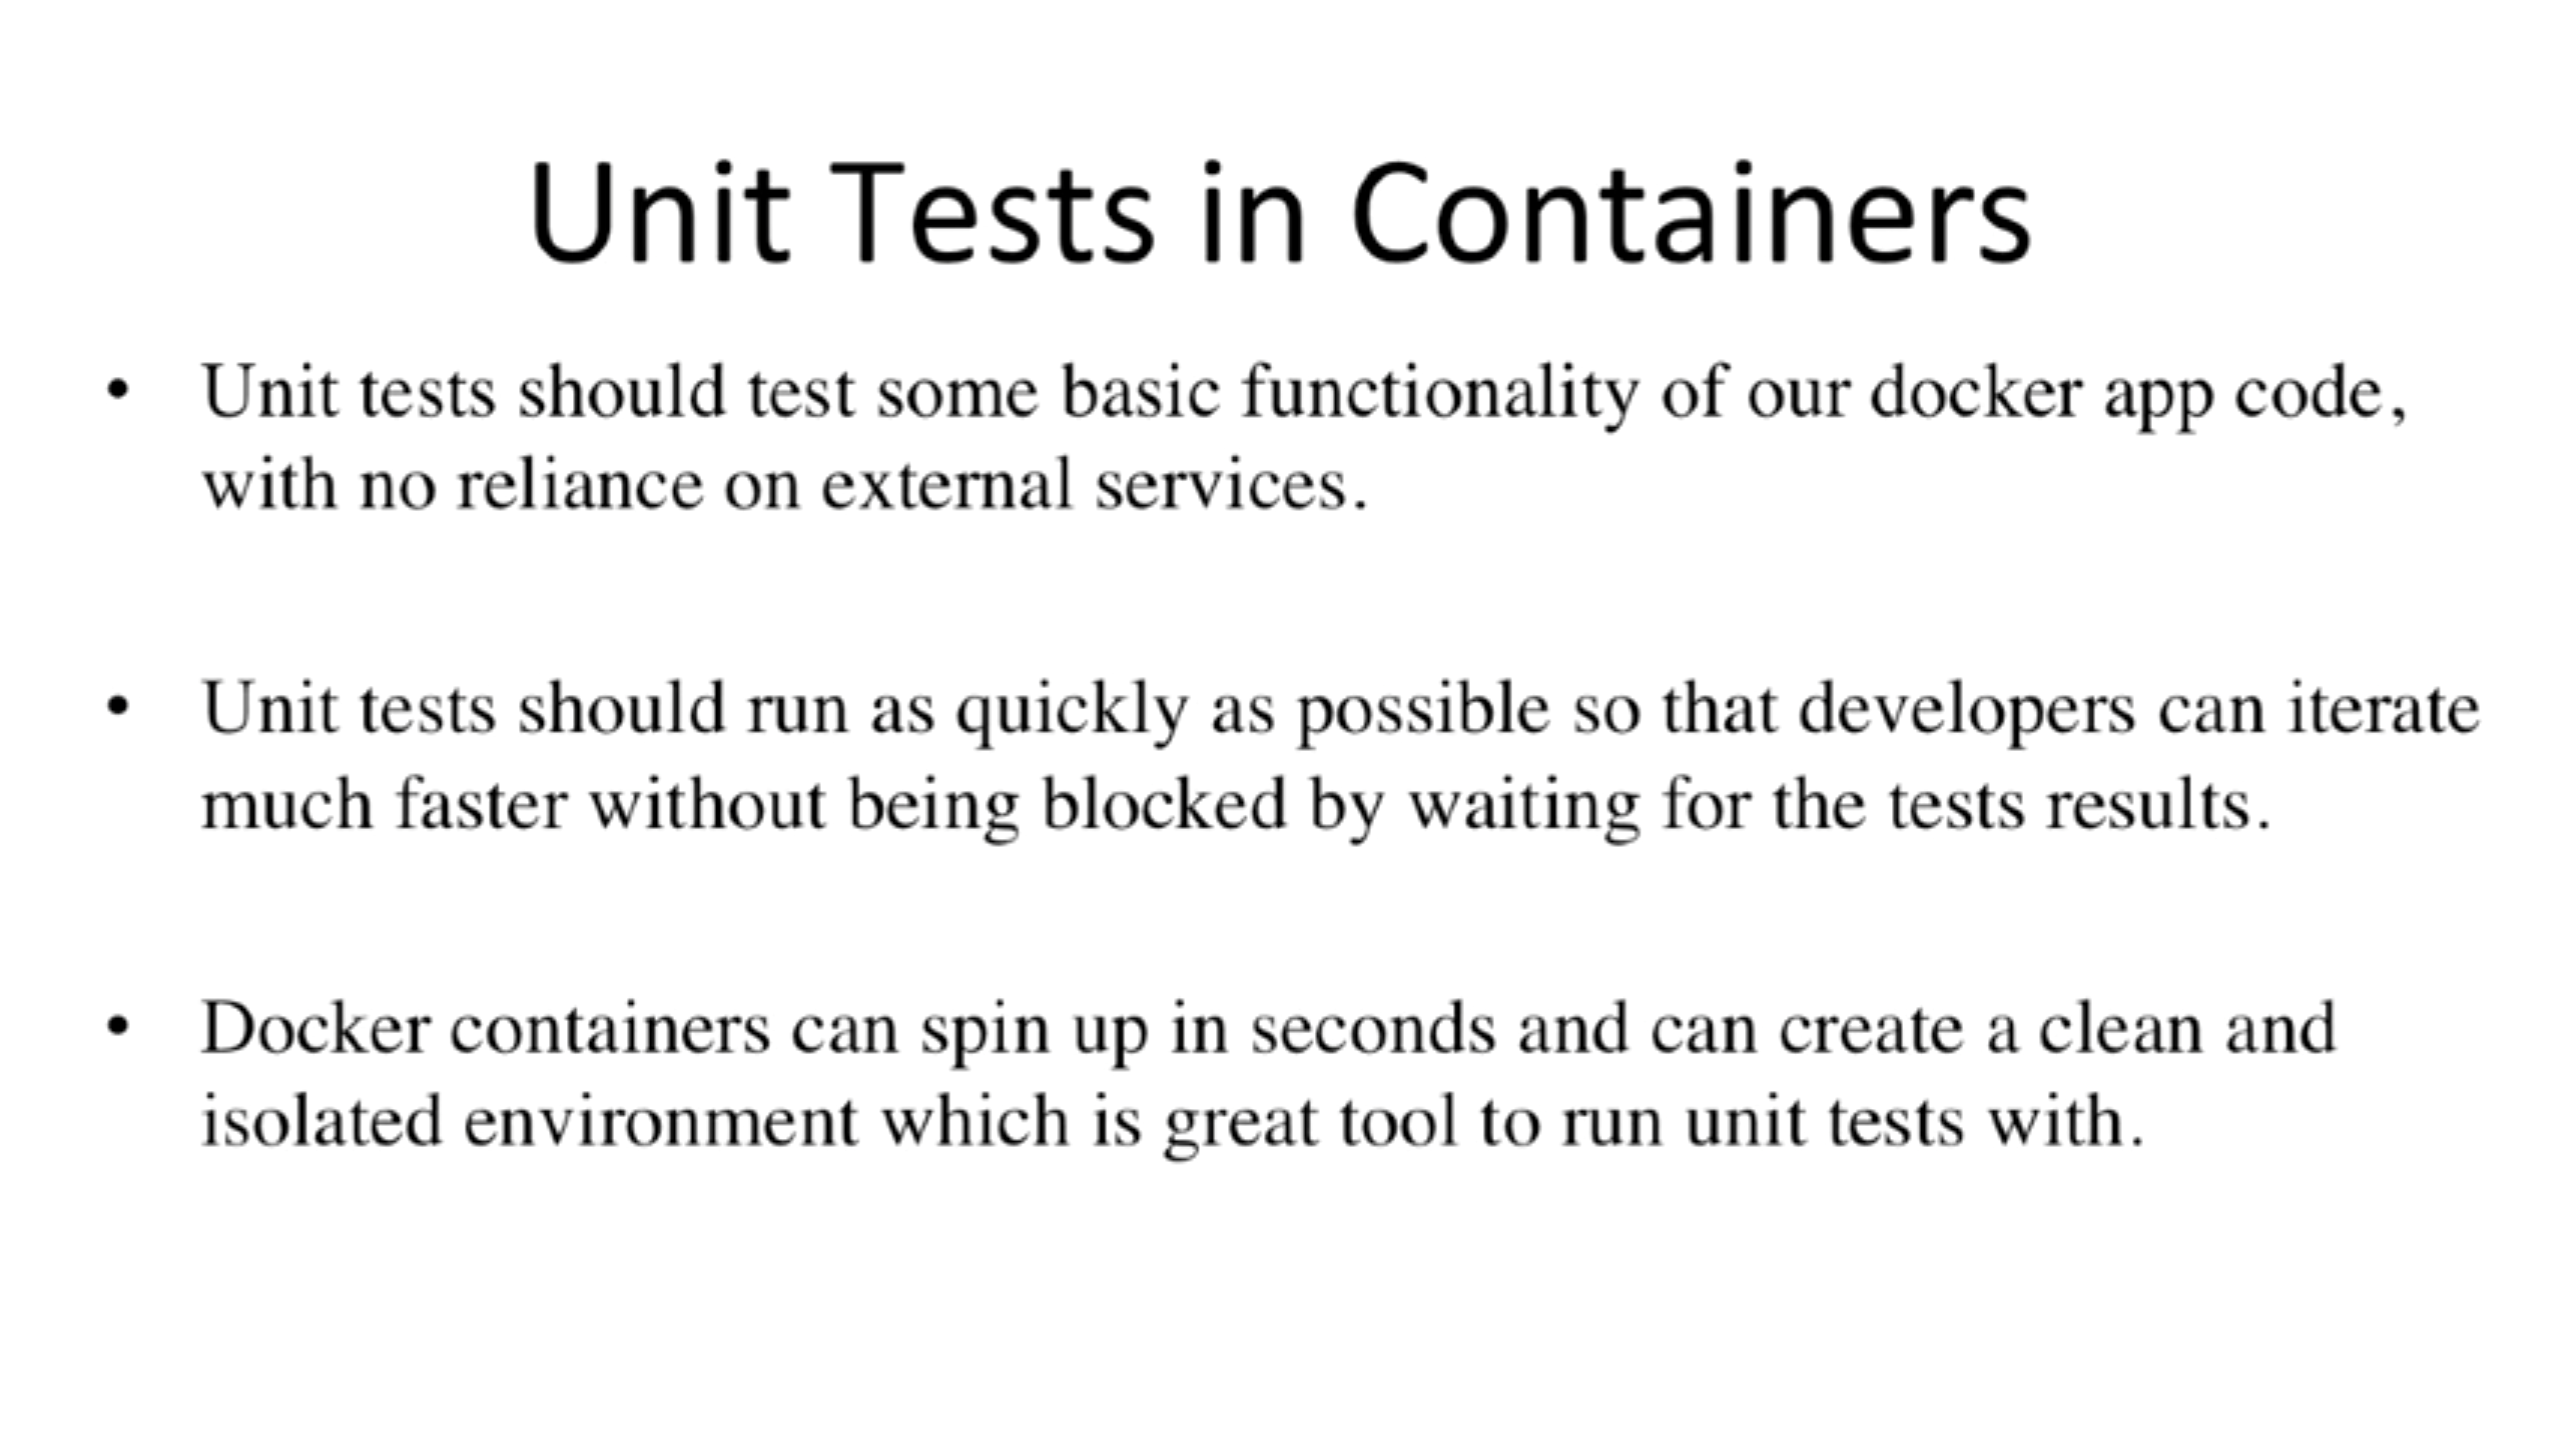 Unit Tests in Containers
• Unit tests should test some basic functionality of our docker app code,
with no reliance on external services.
• Unit tests should run as quickly as possible so that developers can iterate
much faster without being blocked by waiting for the tests results.
• Docker containers can spin up in seconds and can create a clean and
isolated environment which is great tool to run unit tests with.